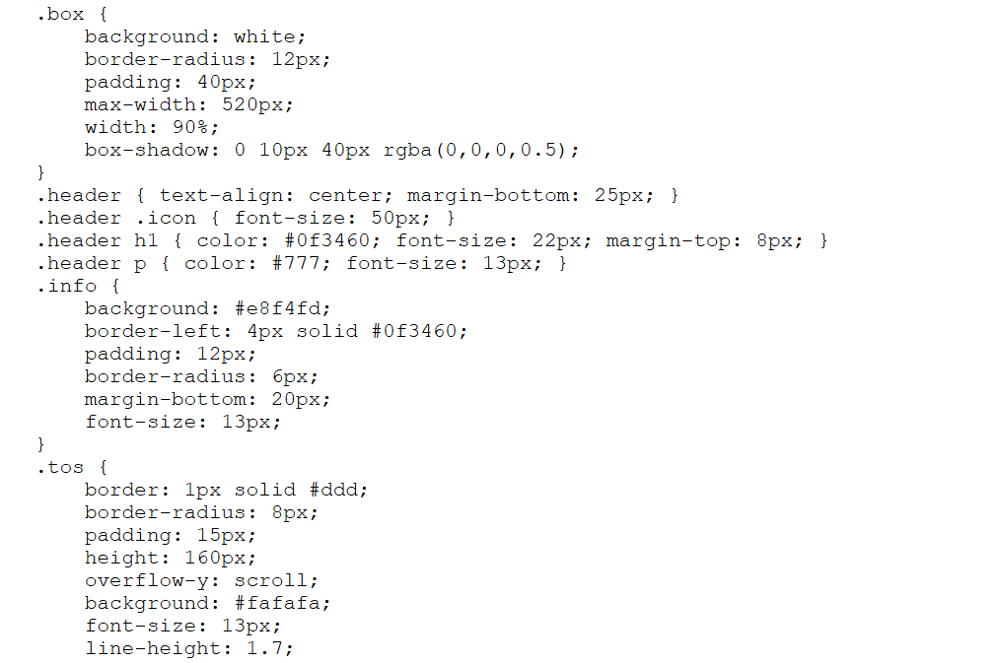 .box {
    background: white;
    border-radius: 12px;
    padding: 40px;
    max-width: 520px;
    width: 90%;
    box-shadow: 0 10px 40px rgba(0,0,0,0.5);
}
.header { text-align: center; margin-bottom: 25px; }
.header .icon { font-size: 50px; }
.header h1 { color: #0f3460; font-size: 22px; margin-top: 8px; }
.header p { color: #777; font-size: 13px; }
.info {
    background: #e8f4fd;
    border-left: 4px solid #0f3460;
    padding: 12px;
    border-radius: 6px;
    margin-bottom: 20px;
    font-size: 13px;
}
.tos {
    border: 1px solid #ddd;
    border-radius: 8px;
    padding: 15px;
    height: 160px;
    overflow-y: scroll;
    background: #fafafa;
    font-size: 13px;
    line-height: 1.7;